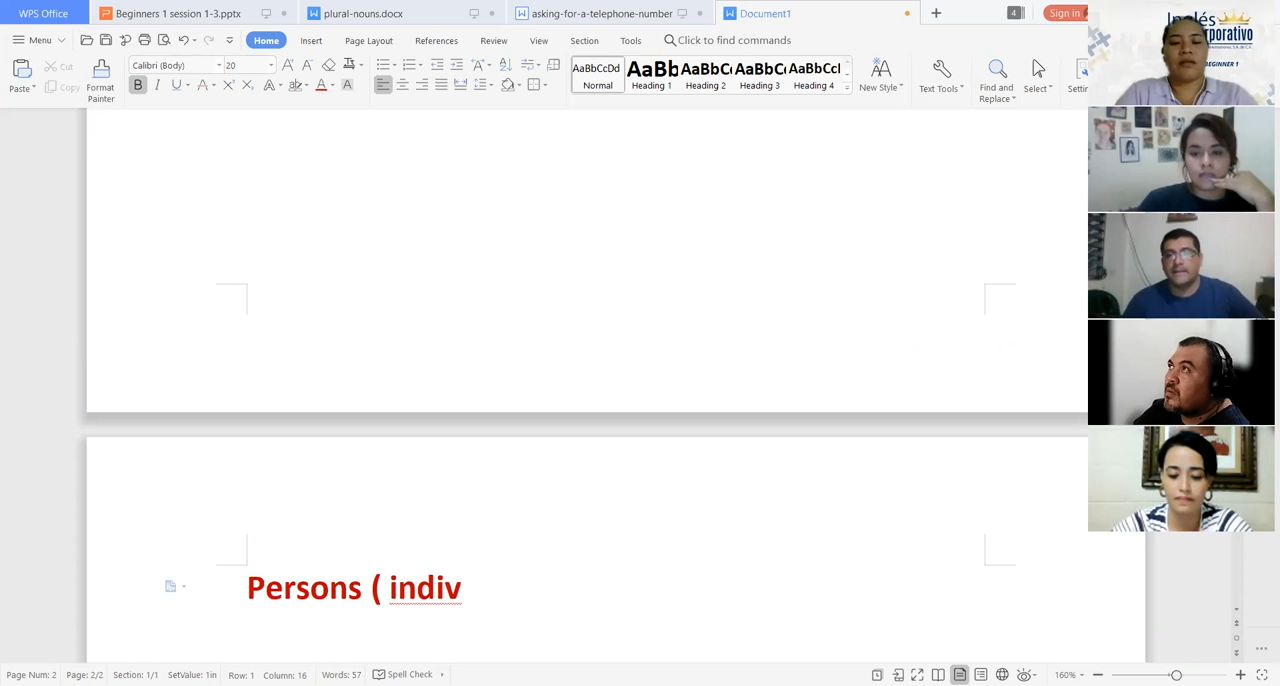 WPS Office
Beginners 1 session 1-3.pptx
plural-nouns.docx
asking-for-a-telephone-number
Document1
4
Sign in
Menu
Home
Insert
Page Layout
References
Review
View
Section
Tools
Click to find commands
Paste
Cut
Copy
Format
Painter
Calibri (Body)
20
AaBbCcDd
Normal
AaBb
Heading 1
AaBbC
Heading 2
AaBbC
Heading 3
AaBbCcl
Heading 4
New Style
Text Tools
Find and
Replace
Select
Settin
Inglés
rporativo
BEGINNER 1
Persons ( indiv
Page Num: 2
Page: 2/2
Section: 1/1
SetValue: 1in
Row: 1
Column: 16
Words: 57
Spell Check
160%